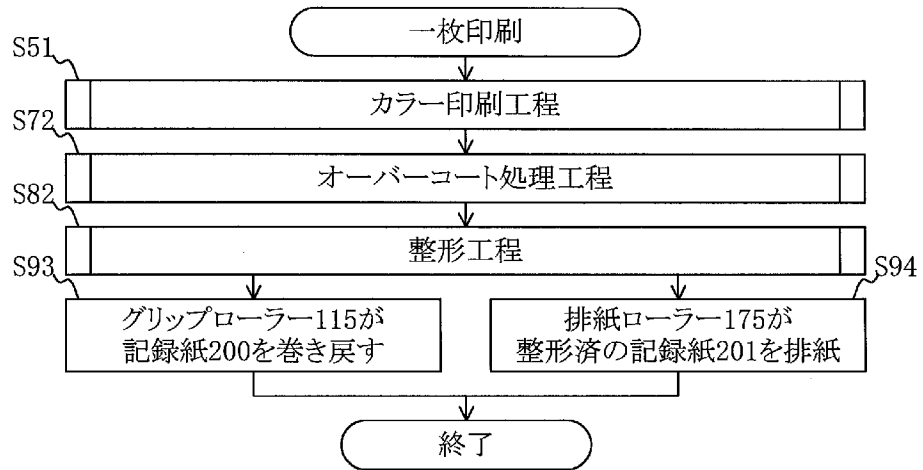 一枚印刷
S51
カラー印刷工程
S72
オーバーコート処理工程
S82
整形工程
S93
グリップローラー115が
記録紙200を巻き戻す
S94
排紙ローラー175が
整形済の記録紙201を排紙
終了